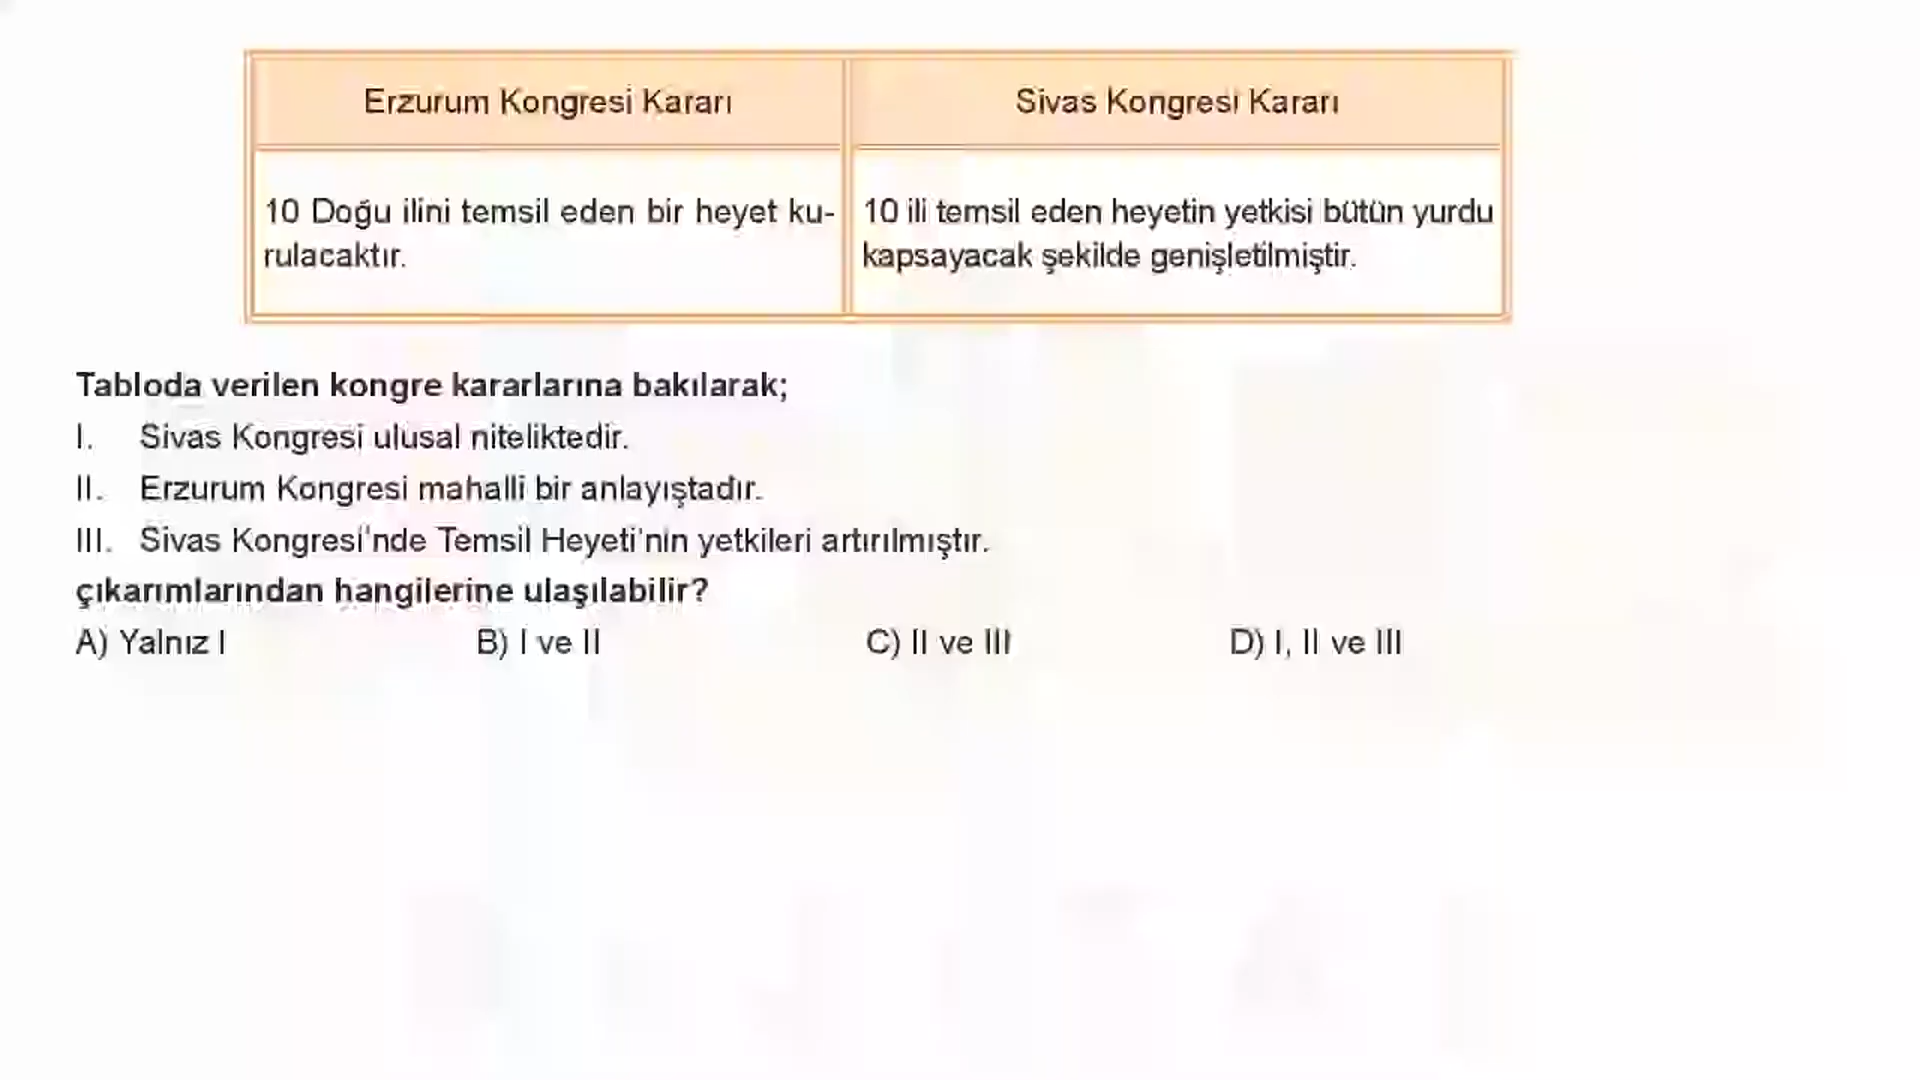 Erzurum Kongresi Kararı
Sivas Kongresi Kararı
10 Doğu ilini temsil eden bir heyet ku-
rulacaktır.
10 ili temsil eden heyetin yetkisi bütün yurdu
kapsayacak şekilde genişletilmiştir.
Tabloda verilen kongre kararlarına bakılarak;
I. Sivas Kongresi ulusal niteliktedir.
II. Erzurum Kongresi mahalli bir anlayıştadır.
III. Sivas Kongresi'nde Temsil Heyeti'nin yetkileri artırılmıştır.
çıkarımlarından hangilerine ulaşılabilir?
A) Yalnız I B) I ve II C) II ve III D) I, II ve III